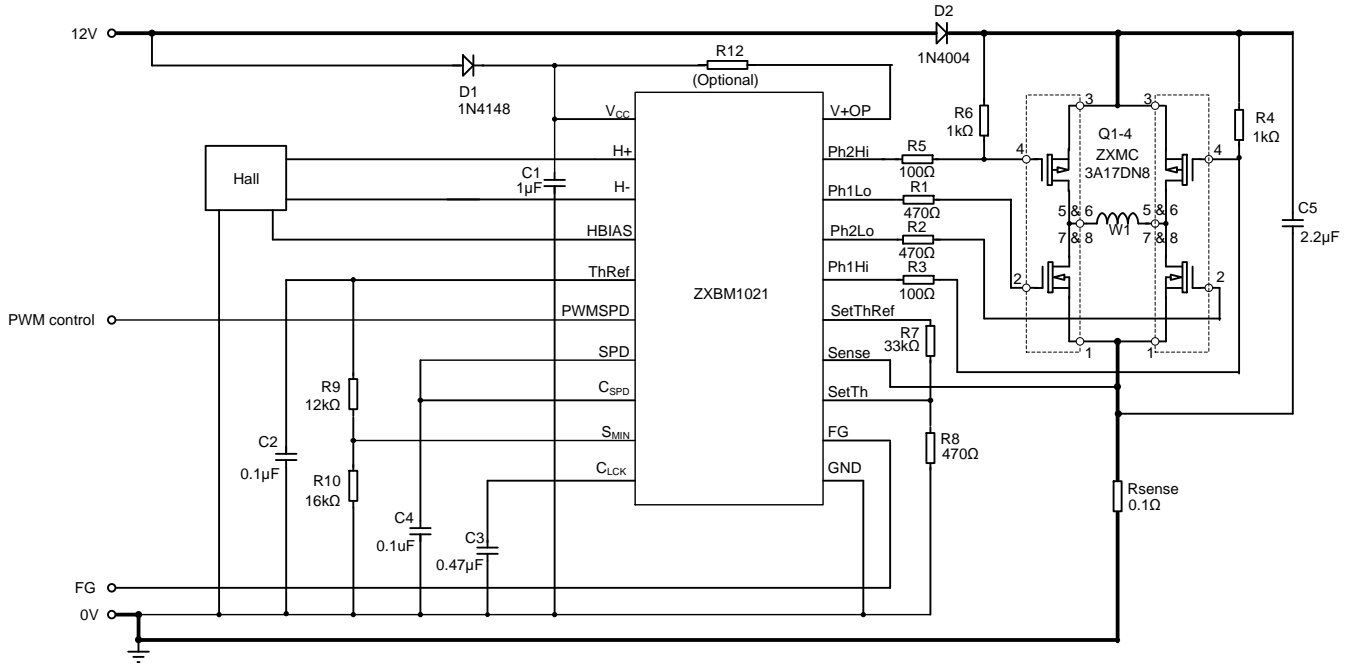 D2
12V
1N4004
R12
(Optional)
D1
1N4148
VCC
V+OP
R6
1kΩ
3
3
R4
1kΩ
Q1-4
ZXMC
3A17DN8
H+
Ph2Hi
R5
100Ω
4
4
Hall
C1
1µF
H-
Ph1Lo
R1
470Ω
5 & 6
5 & 6
W1
7 & 8
7 & 8
C5
2.2µF
HBIAS
Ph2Lo
R2
470Ω
ThRef
Ph1Hi
R3
100Ω
2
2
ZXBM1021
PWM control
PWMSPD
SetThRef
R7
33kΩ
SPD
Sense
1
1
R9
12kΩ
CSPD
SetTh
C2
0.1µF
SMIN
FG
R8
470Ω
R10
16kΩ
CLCK
GND
Rsense
0.1Ω
C4
0.1uF
C3
0.47µF
FG
0V